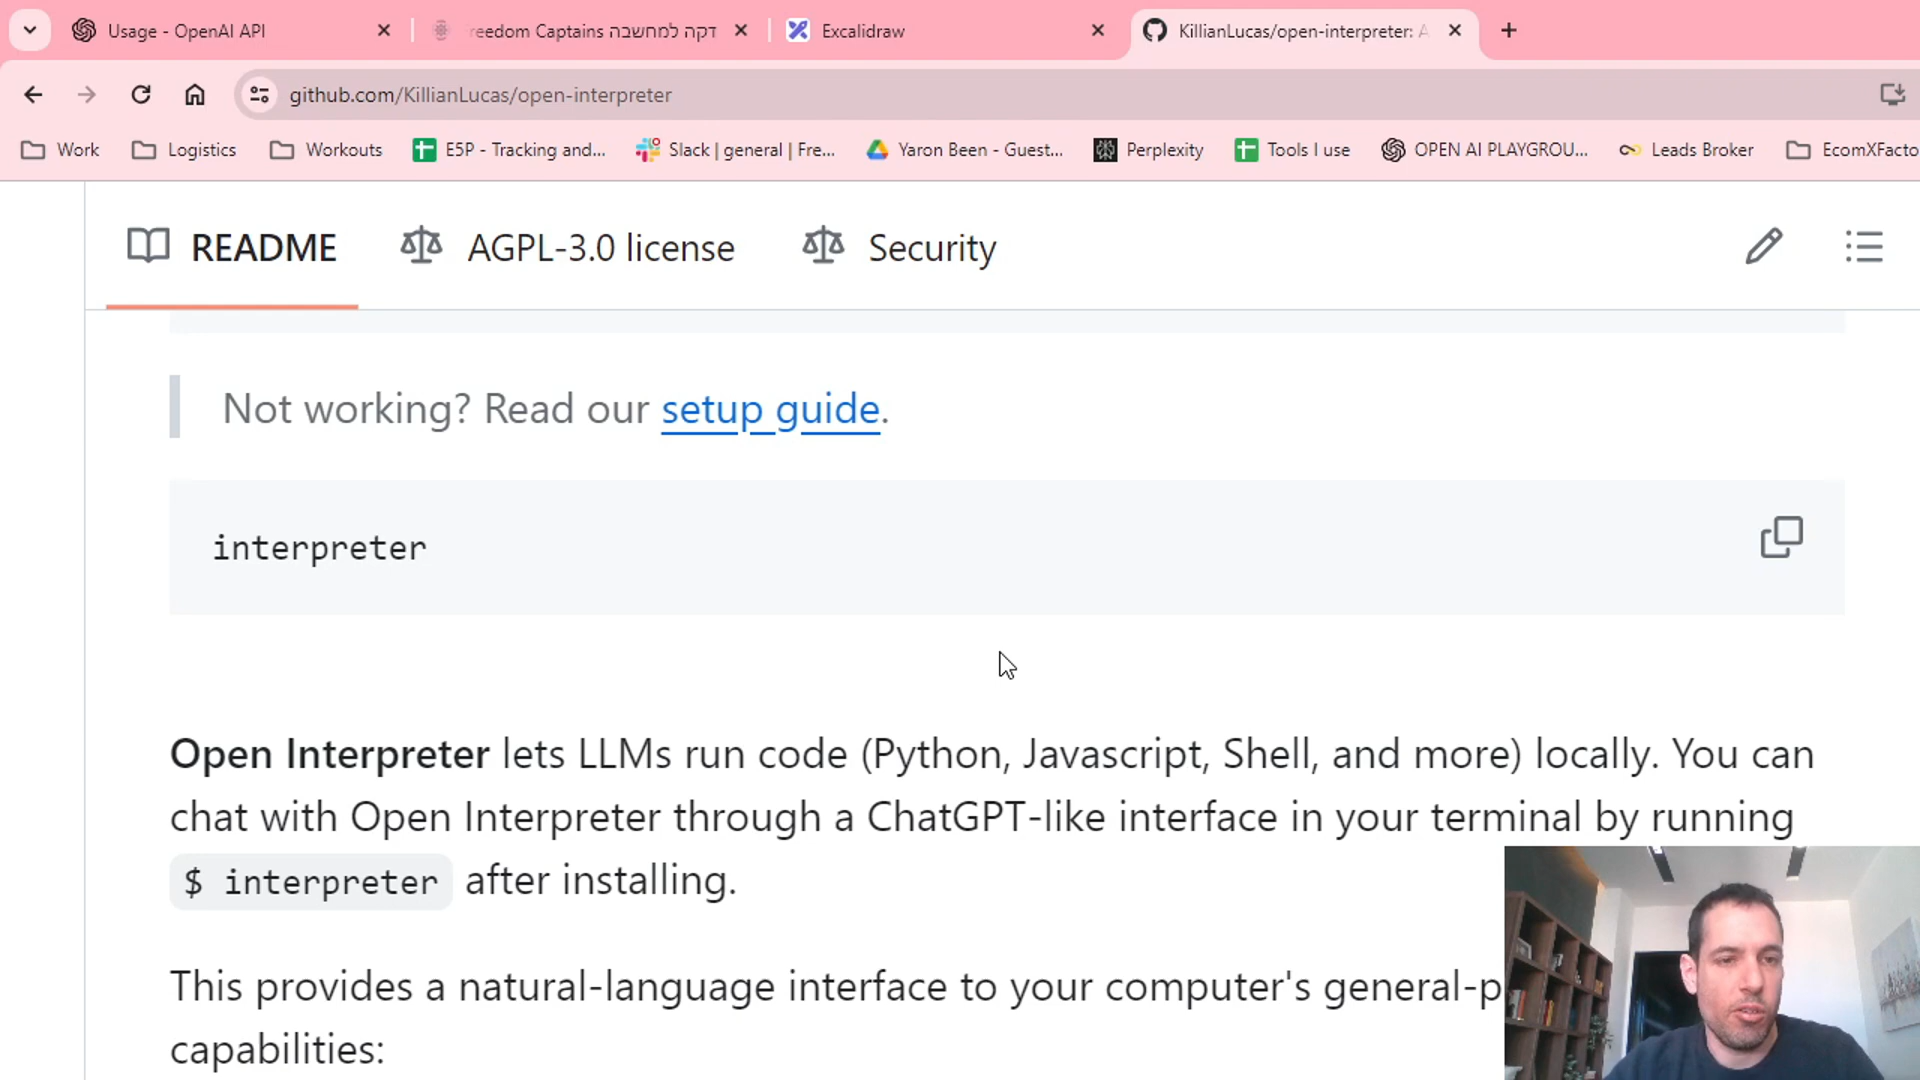 Usage - OpenAI API
reedom Captains דקה למחשבה
Excalidraw
KillianLucas/open-interpreter: A
github.com/KillianLucas/open-interpreter
Work
Logistics
Workouts
E5P - Tracking and...
Slack | general | Fre...
Yaron Been - Guest...
Perplexity
Tools I use
OPEN AI PLAYGROU...
Leads Broker
EcomXFacto
README
AGPL-3.0 license
Security
Not working? Read our setup guide.
interpreter
Open Interpreter lets LLMs run code (Python, Javascript, Shell, and more) locally. You can
chat with Open Interpreter through a ChatGPT-like interface in your terminal by running
$ interpreter after installing.
This provides a natural-language interface to your computer's general-p
capabilities: